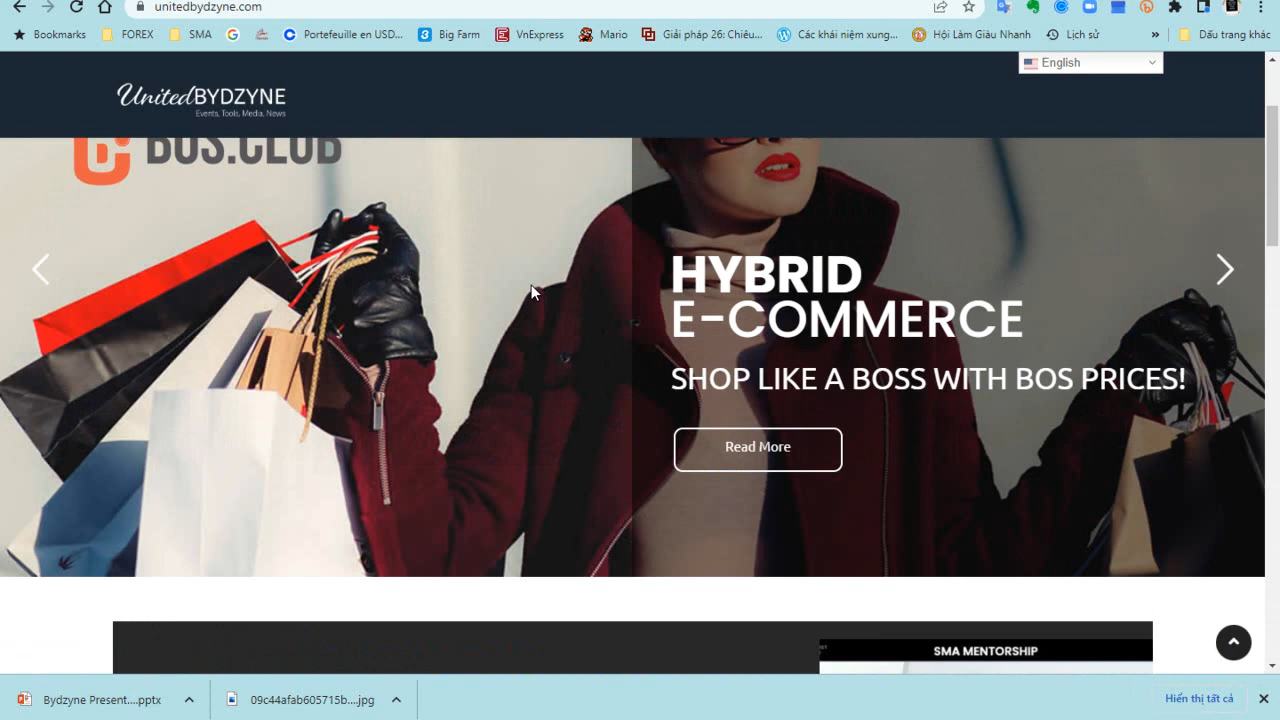 unitedbydzyne.com
Bookmarks
FOREX
SMA
Portefeuille en USD...
Big Farm
VnExpress
Mario
Giải pháp 26: Chiêu...
Các khái niệm xung...
Hội Làm Giàu Nhanh
Lịch sử
»
Dấu trang khác
English
UnitedBYDZYNE
Events, Tools, Media, News
BOS.CLUB
HYBRID
E-COMMERCE
SHOP LIKE A BOSS WITH BOS PRICES!
Read More
SMA MENTORSHIP
Bydzyne Present....pptx
09c44afab605715b....jpg
Hiển thị tất cả